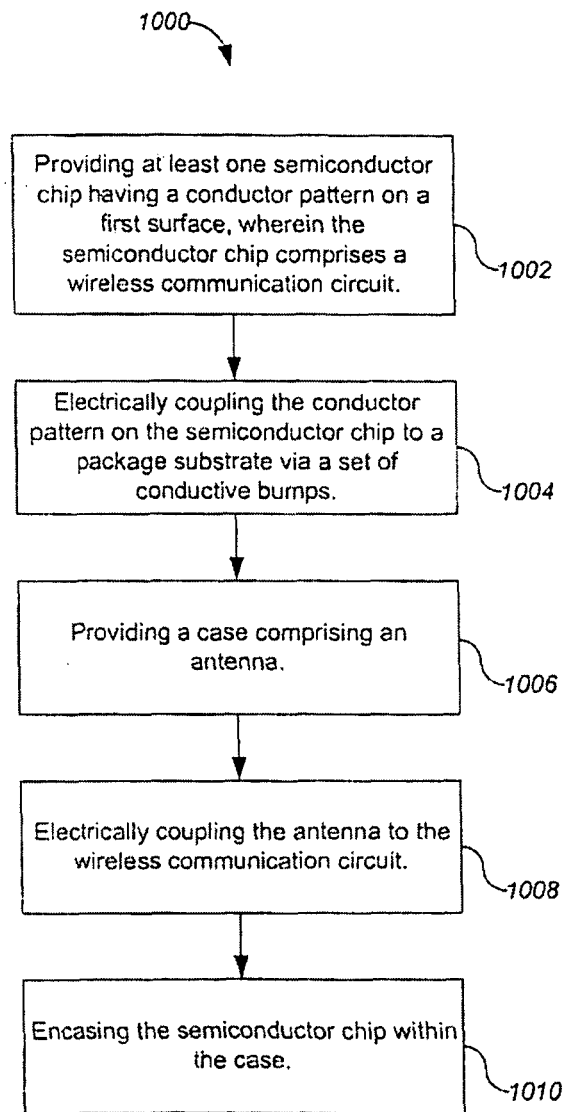 1000
Providing at least one semiconductor
chip having a conductor pattern on a
first surface, wherein the
semiconductor chip comprises a
wireless communication circuit.
1002
Electrically coupling the conductor
pattern on the semiconductor chip to a
package substrate via a set of
conductive bumps.
1004
Providing a case comprising an
antenna.
1006
Electrically coupling the antenna to the
wireless communication circuit.
1008
Encasing the semiconductor chip within
the case.
1010